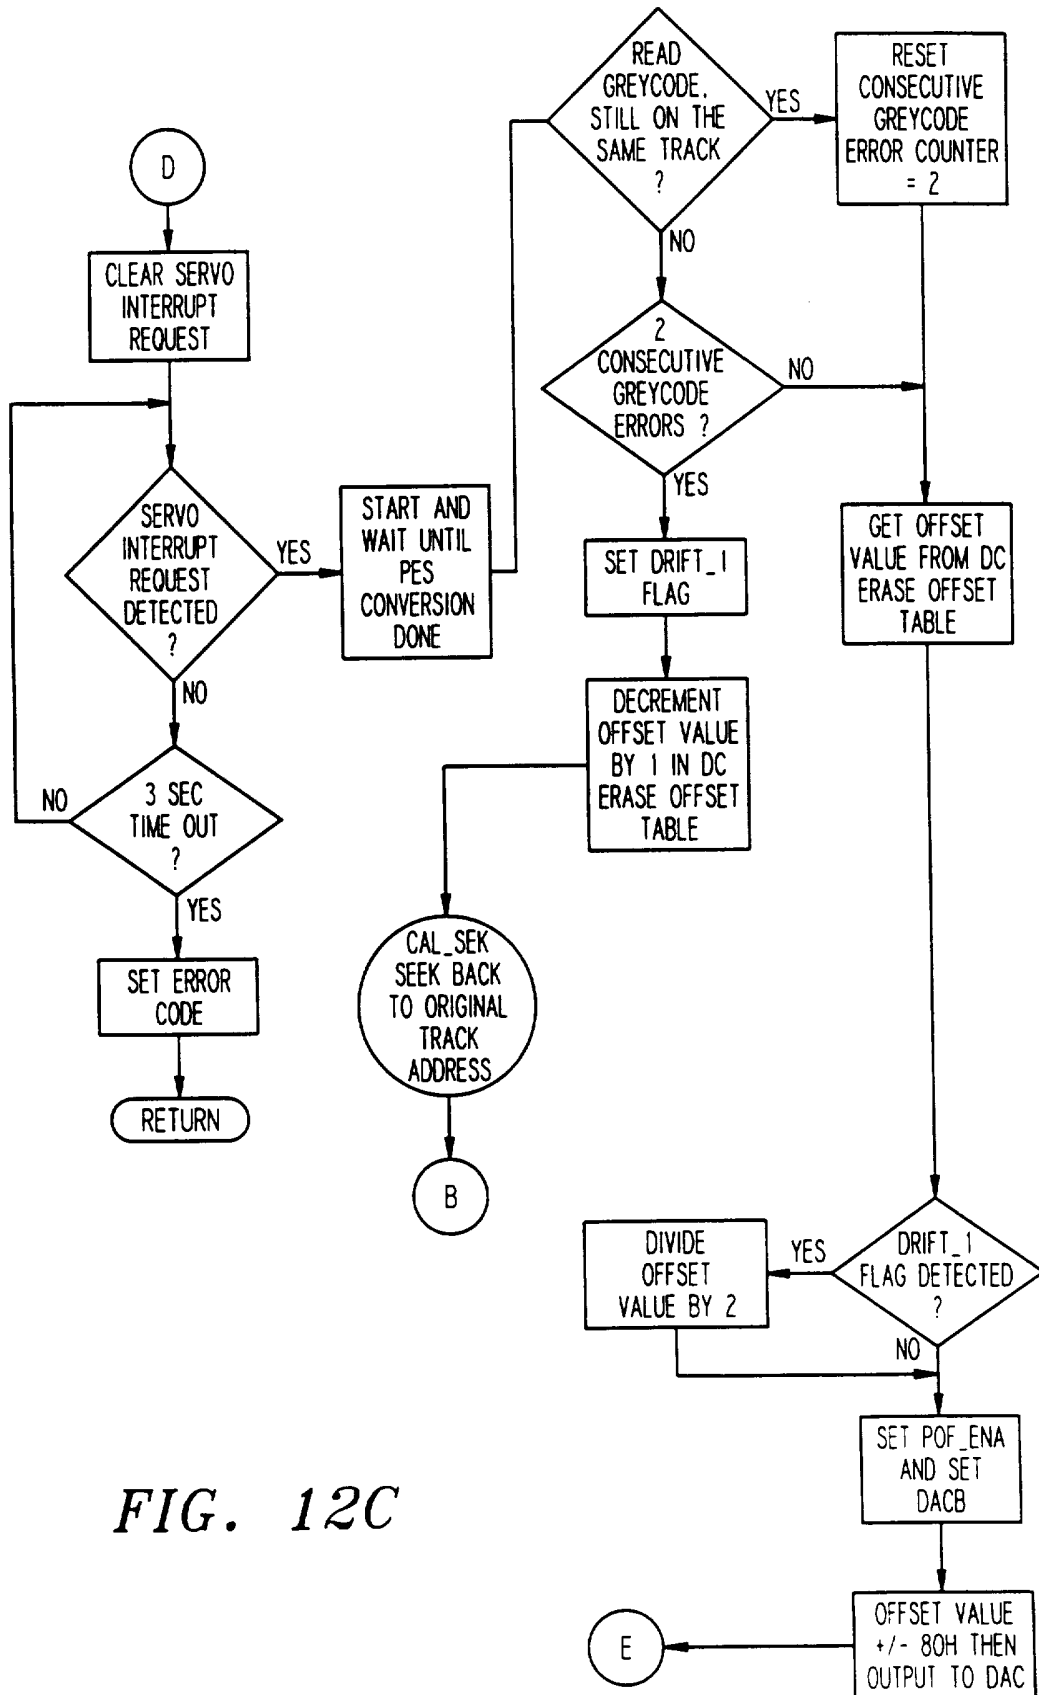 D
CLEAR SERVO
INTERRUPT
REQUEST
SERVO
INTERRUPT
REQUEST
DETECTED
?
YES
NO
3 SEC
TIME OUT
?
NO
YES
SET ERROR
CODE
RETURN
START AND
WAIT UNTIL
PES
CONVERSION
DONE
READ
GREYCODE.
STILL ON THE
SAME TRACK
?
YES
NO
RESET
CONSECUTIVE
GREYCODE
ERROR COUNTER
= 2
2
CONSECUTIVE
GREYCODE
ERRORS ?
NO
YES
SET DRIFT_1
FLAG
DECREMENT
OFFSET VALUE
BY 1 IN DC
ERASE OFFSET
TABLE
CAL_SEK
SEEK BACK
TO ORIGINAL
TRACK
ADDRESS
B
GET OFFSET
VALUE FROM DC
ERASE OFFSET
TABLE
DRIFT_1
FLAG DETECTED
?
YES
NO
DIVIDE
OFFSET
VALUE BY 2
SET POF_ENA
AND SET
DACB
OFFSET VALUE
+/- 80H THEN
OUTPUT TO DAC
E
FIG. 12C